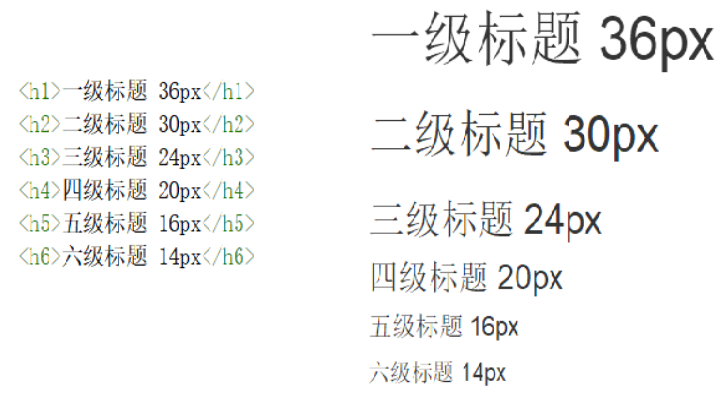 <h1>一级标题 36px</h1>
<h2>二级标题 30px</h2>
<h3>三级标题 24px</h3>
<h4>四级标题 20px</h4>
<h5>五级标题 16px</h5>
<h6>六级标题 14px</h6>
一级标题 36px
二级标题 30px
三级标题 24px
四级标题 20px
五级标题 16px
六级标题 14px